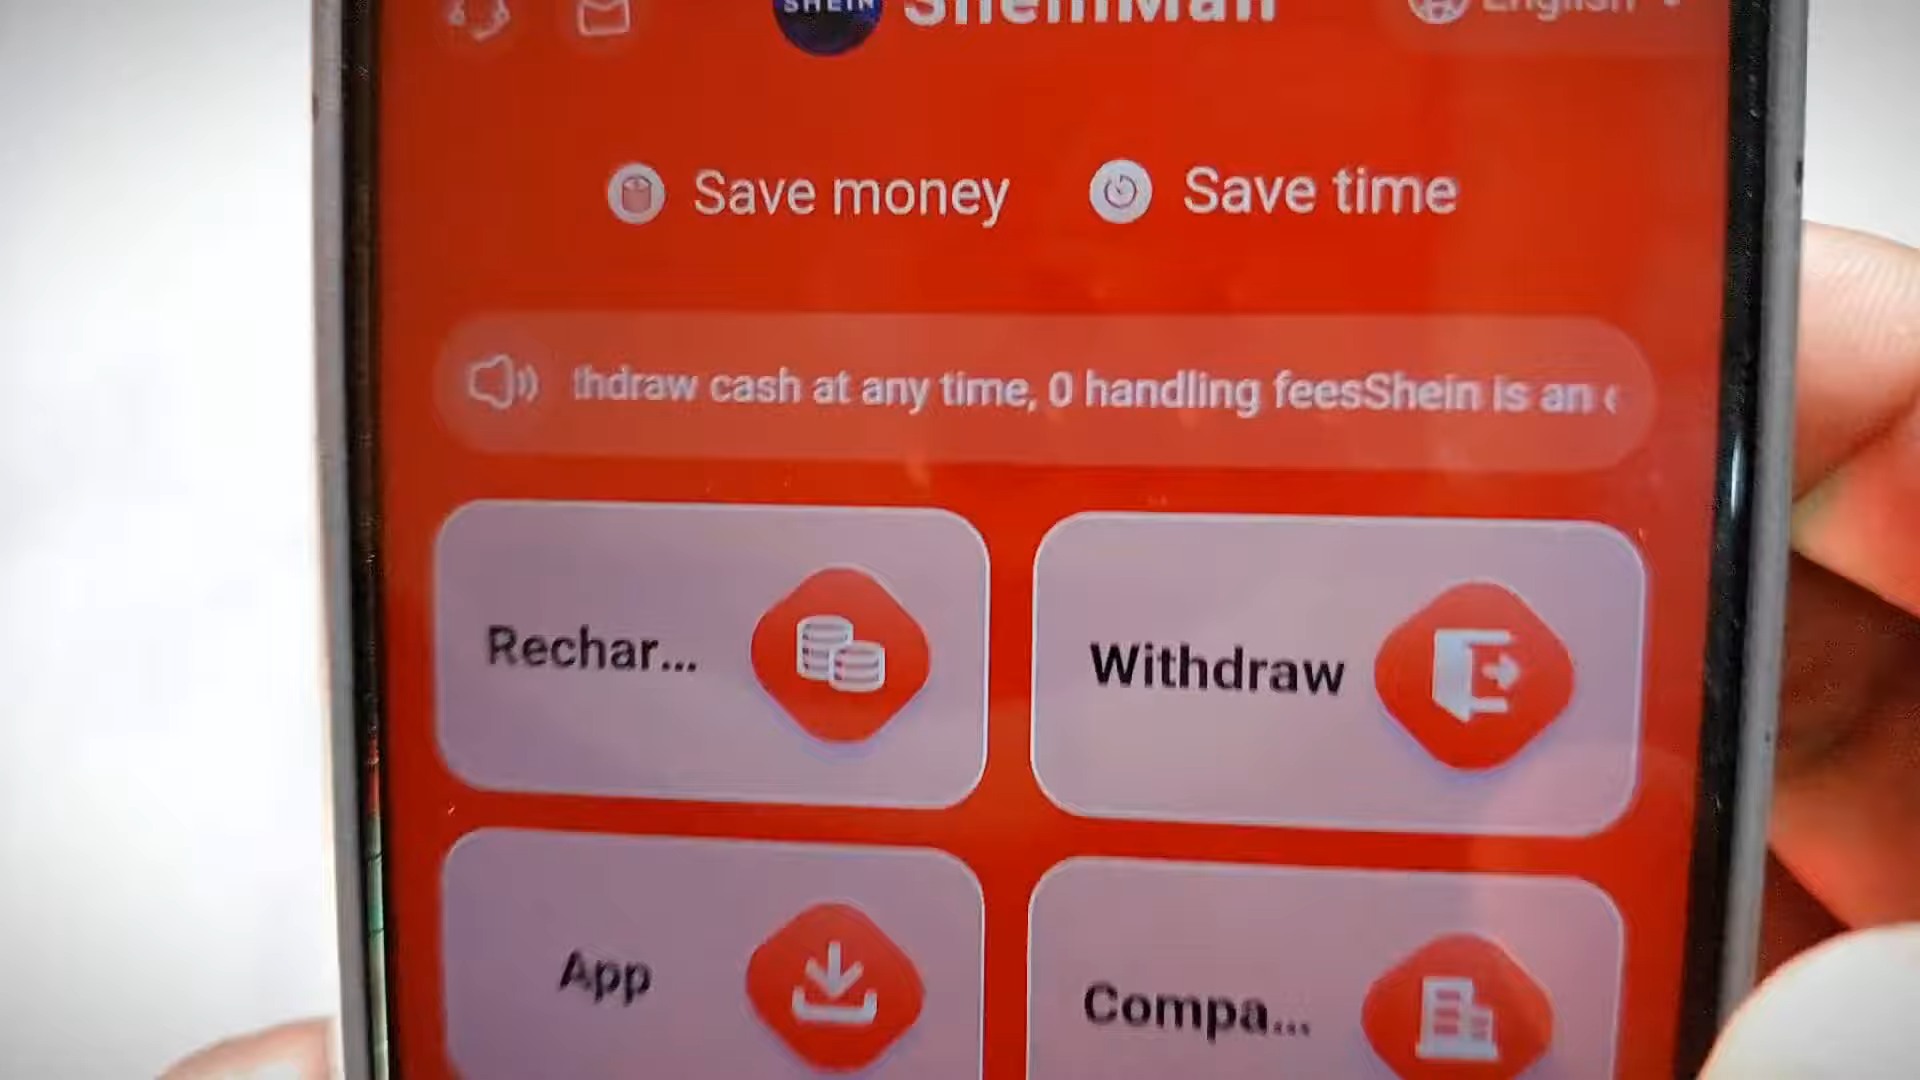 SHEIN SheinMall English
Save money Save time
thdraw cash at any time, 0 handling feesShein is an
Rechar... Withdraw
App Compa...